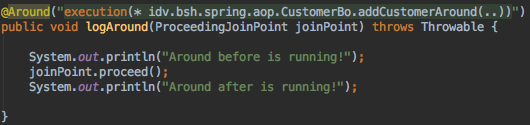 @Around("execution(* idv.bsh.spring.aop.CustomerBo.addCustomerAround(..))")
public void logAround(ProceedingJoinPoint joinPoint) throws Throwable {
System.out.println("Around before is running!");
joinPoint.proceed();
System.out.println("Around after is running!");
}